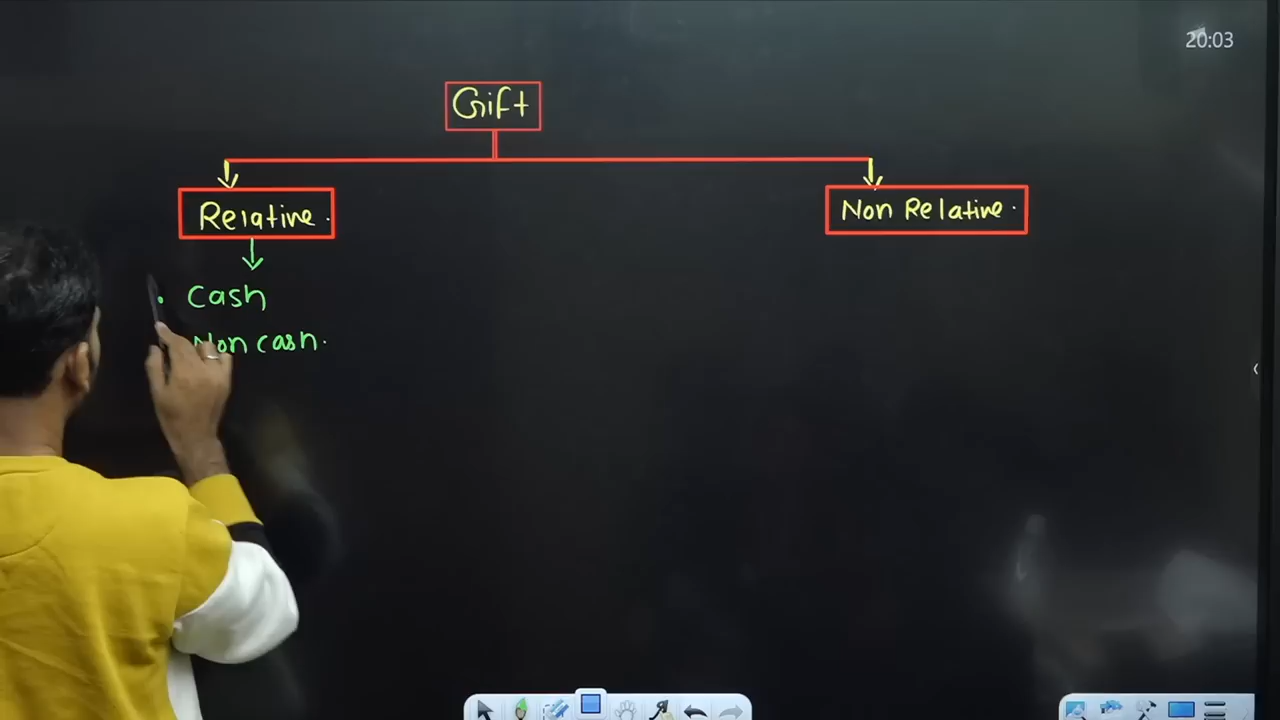 20:03
Gift
Relative.
Non Relative.
• Cash
Non cash.